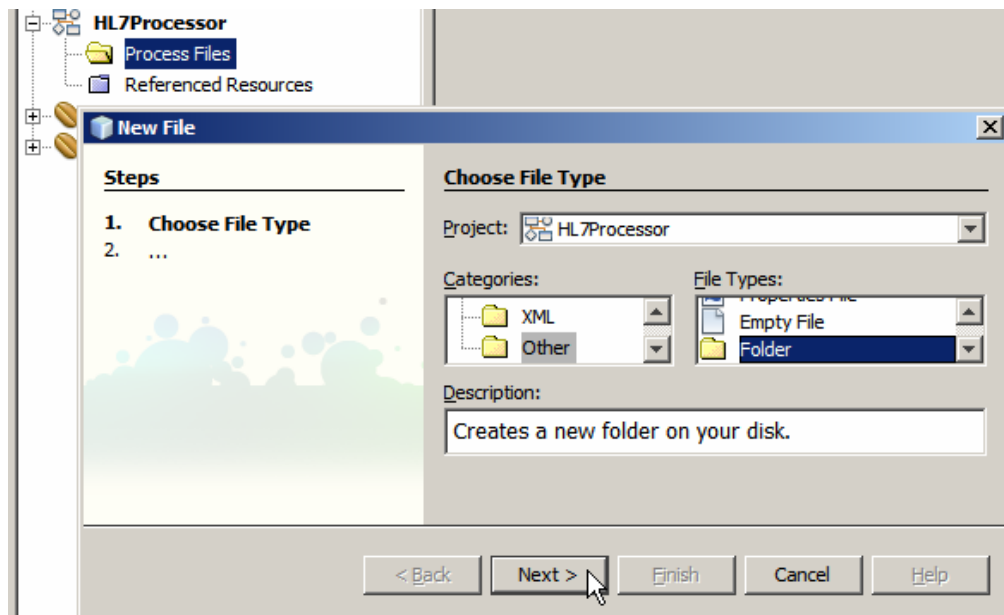 HL7Processor
Process Files
Referenced Resources
New File
Steps
1. Choose File Type
2. ...
Choose File Type
Project: HL7Processor
Categories:
File Types:
XML
Other
Properties File
Empty File
Folder
Description:
Creates a new folder on your disk.
< Back
Next >
Finish
Cancel
Help